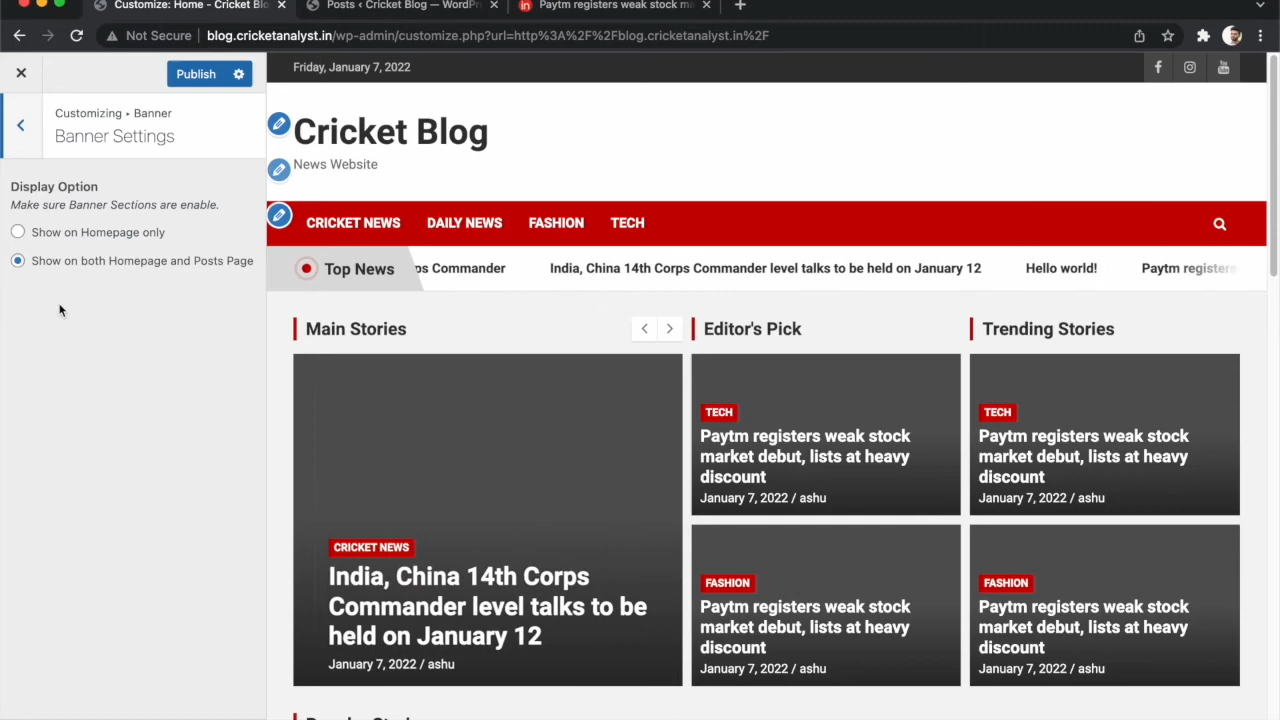 Customize: Home - Cricket Blo
Posts ‹ Cricket Blog — WordPr
in Paytm registers weak stock m
Not Secure
blog.cricketanalyst.in/wp-admin/customize.php?url=http%3A%2F%2Fblog.cricketanalyst.in%2F
Publish
Customizing ▸ Banner
Banner Settings
Display Option
Make sure Banner Sections are enable.
Show on Homepage only
Show on both Homepage and Posts Page
Friday, January 7, 2022
Cricket Blog
News Website
CRICKET NEWS DAILY NEWS FASHION TECH
Top News
ps Commander India, China 14th Corps Commander level talks to be held on January 12 Hello world! Paytm registers
Main Stories
CRICKET NEWS
India, China 14th Corps
Commander level talks to be
held on January 12
January 7, 2022 / ashu
Editor's Pick
TECH
Paytm registers weak stock
market debut, lists at heavy
discount
January 7, 2022 / ashu
FASHION
Paytm registers weak stock
market debut, lists at heavy
discount
January 7, 2022 / ashu
Trending Stories
TECH
Paytm registers weak stock
market debut, lists at heavy
discount
January 7, 2022 / ashu
FASHION
Paytm registers weak stock
market debut, lists at heavy
discount
January 7, 2022 / ashu